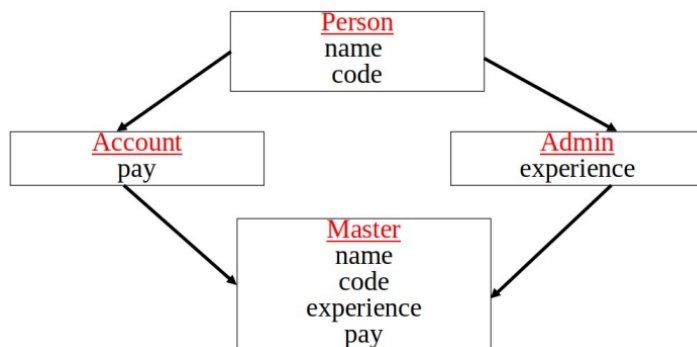 Person
name
code
Account
pay
Admin
experience
Master
name
code
experience
pay